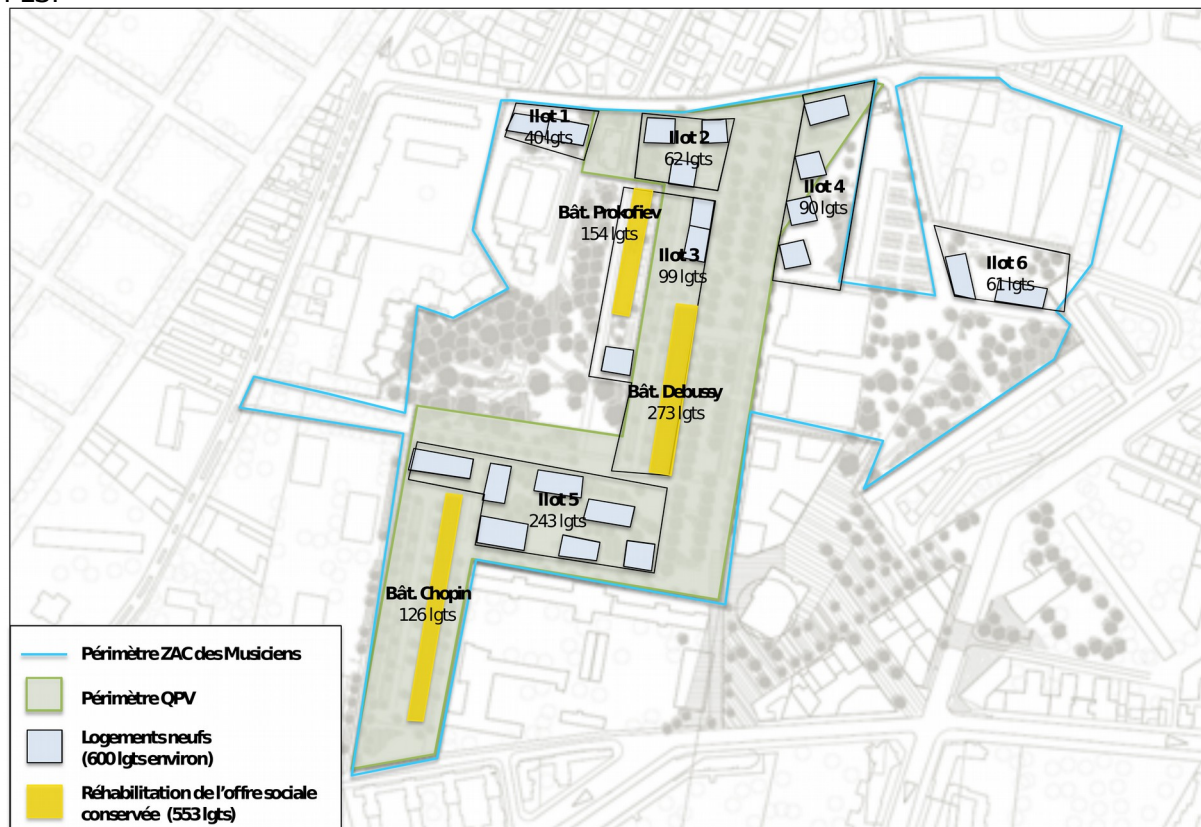 Ilot 1
40 lgts
Ilot 2
62 lgts
Ilot 4
90 lgts
Bât. Prokofiev
154 lgts
Ilot 3
99 lgts
Ilot 6
61 lgts
Bât. Debussy
273 lgts
Ilot 5
243 lgts
Bât. Chopin
126 lgts
Périmètre ZAC des Musiciens
Périmètre QPV
Logements neufs
(600 lgts environ)
Réhabilitation de l'offre sociale
conservée (553 lgts)